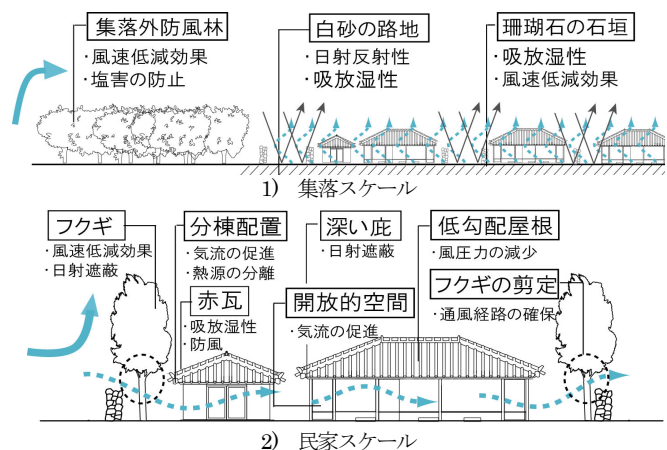 集落外防風林
・風速低減効果
・塩害の防止
白砂の路地
・日射反射性
・吸放湿性
珊瑚石の石垣
・吸放湿性
・風速低減効果
1) 集落スケール
フクギ
・風速低減効果
・日射遮蔽
分棟配置
・気流の促進
・熱源の分離
深い庇
・日射遮蔽
低勾配屋根
・風圧力の減少
赤瓦
・吸放湿性
・防風
開放的空間
・気流の促進
フクギの剪定
・通風経路の確保
2) 民家スケール